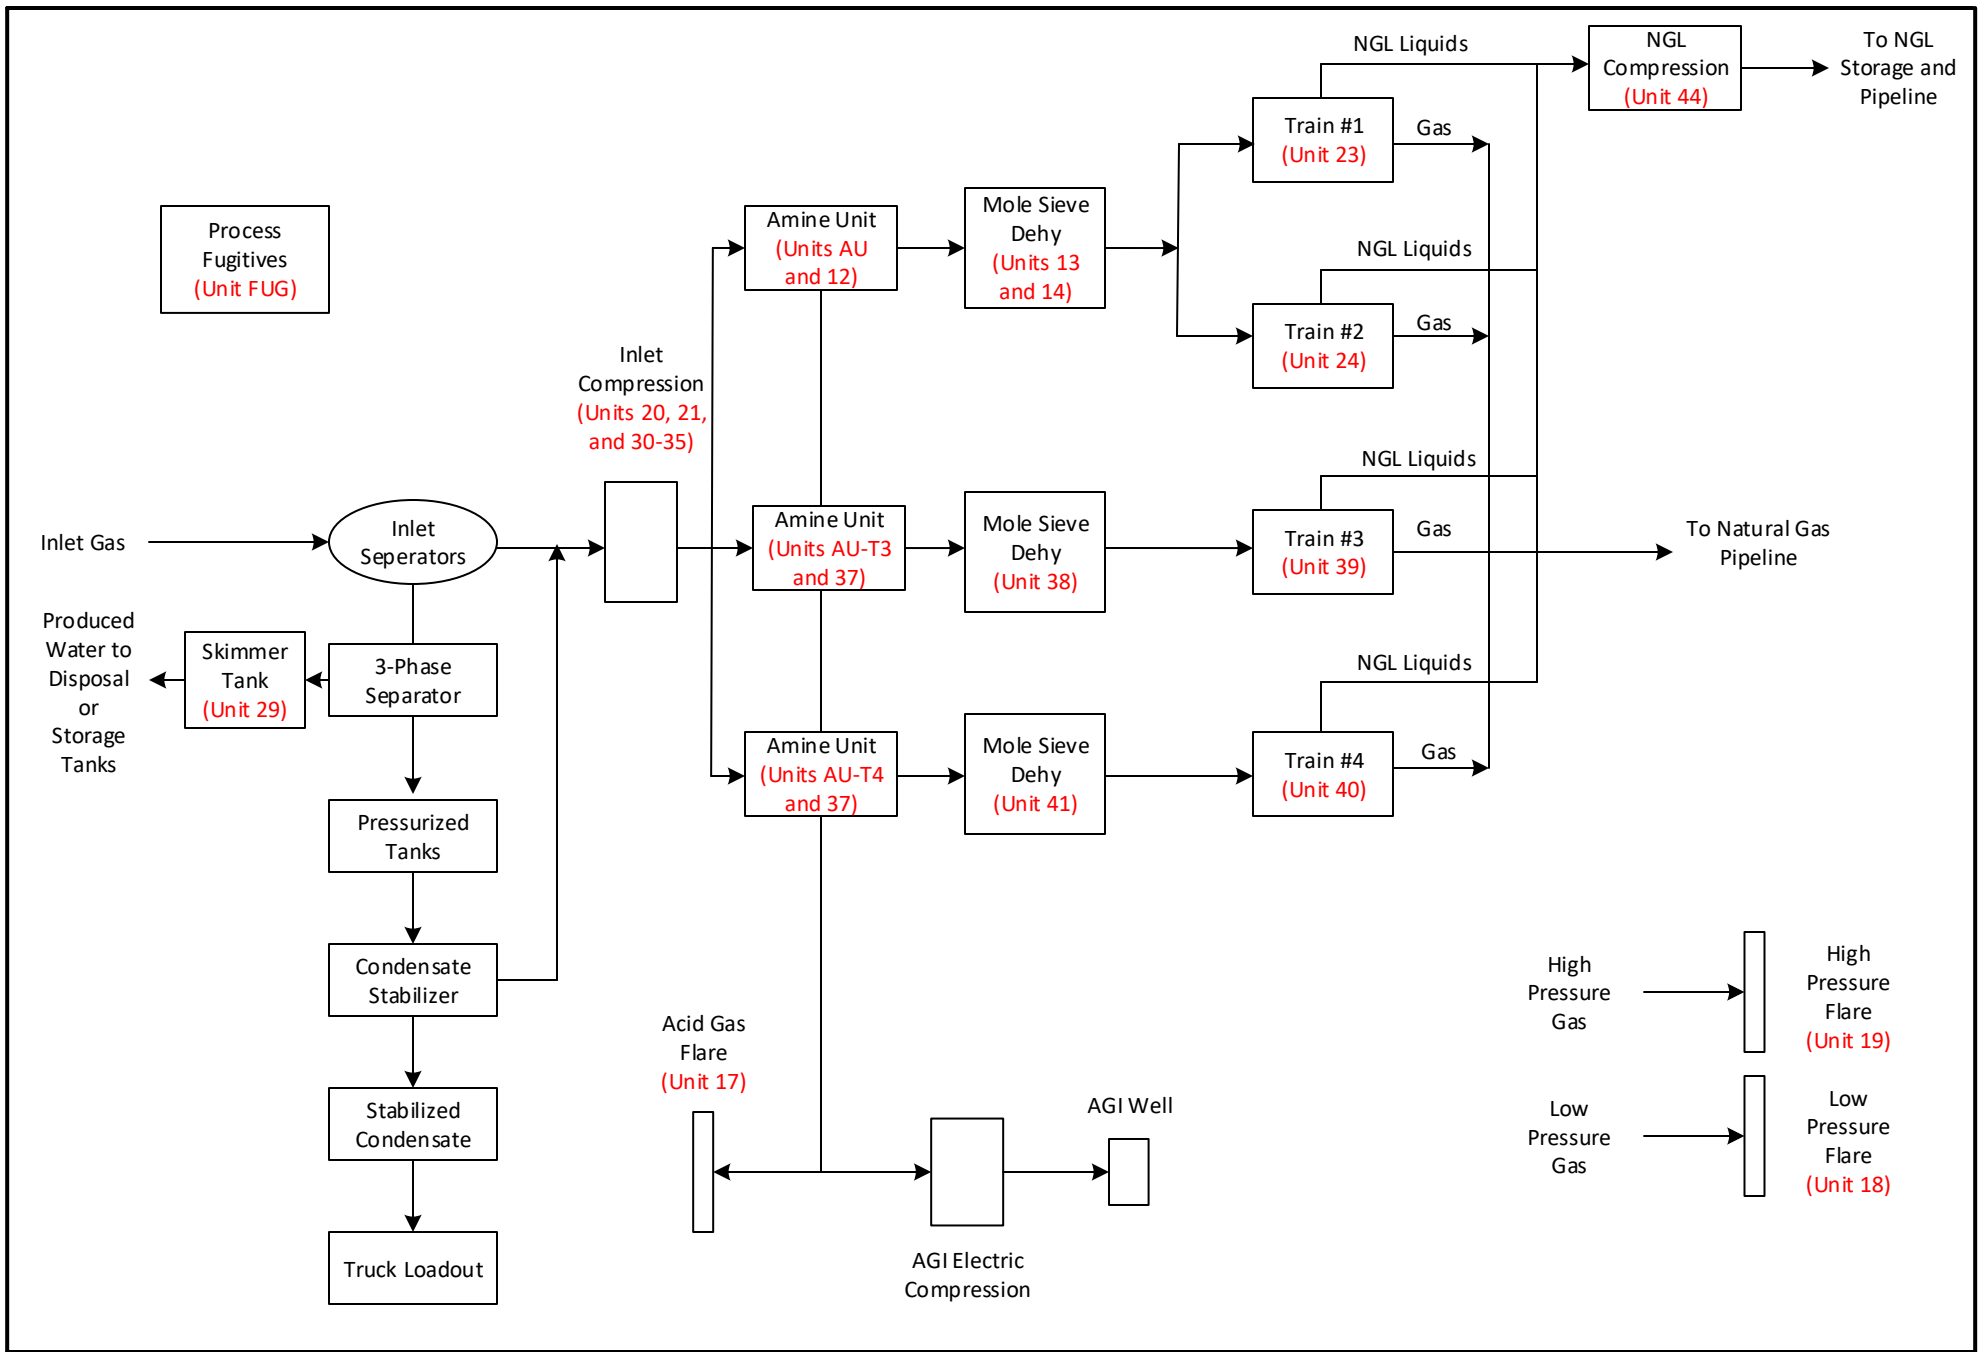 NGL Liquids
NGL
Compression
(Unit 44)
To NGL
Storage and
Pipeline
Train #1
(Unit 23)
Gas
Process
Fugitives
(Unit FUG)
Amine Unit
(Units AU
and 12)
Mole Sieve
Dehy
(Units 13
and 14)
NGL Liquids
Train #2
(Unit 24)
Gas
Inlet
Compression
(Units 20, 21,
and 30-35)
NGL Liquids
Inlet Gas
Inlet
Seperators
Amine Unit
(Units AU-T3
and 37)
Mole Sieve
Dehy
(Unit 38)
Train #3
(Unit 39)
Gas
To Natural Gas
Pipeline
Produced
Water to
Disposal
or
Storage
Tanks
Skimmer
Tank
(Unit 29)
3-Phase
Separator
NGL Liquids
Amine Unit
(Units AU-T4
and 37)
Mole Sieve
Dehy
(Unit 41)
Train #4
(Unit 40)
Gas
Pressurized
Tanks
Condensate
Stabilizer
High
Pressure
Gas
High
Pressure
Flare
(Unit 19)
Acid Gas
Flare
(Unit 17)
Stabilized
Condensate
AGI Well
Low
Pressure
Gas
Low
Pressure
Flare
(Unit 18)
Truck Loadout
AGI Electric
Compression